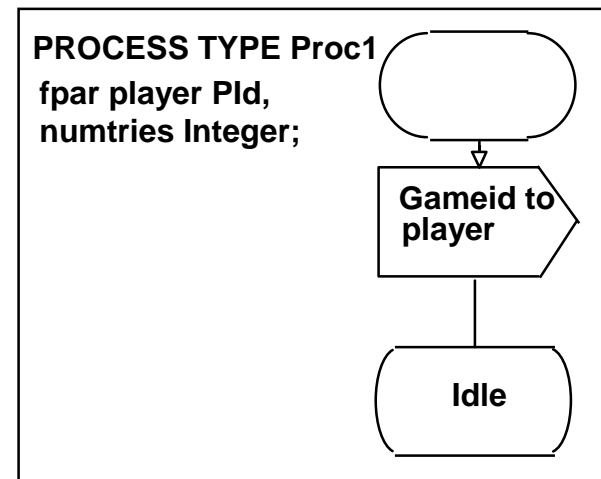 PROCESS TYPE Proc1
fpar player PId,
numtries Integer;
Gameid to
player
Idle